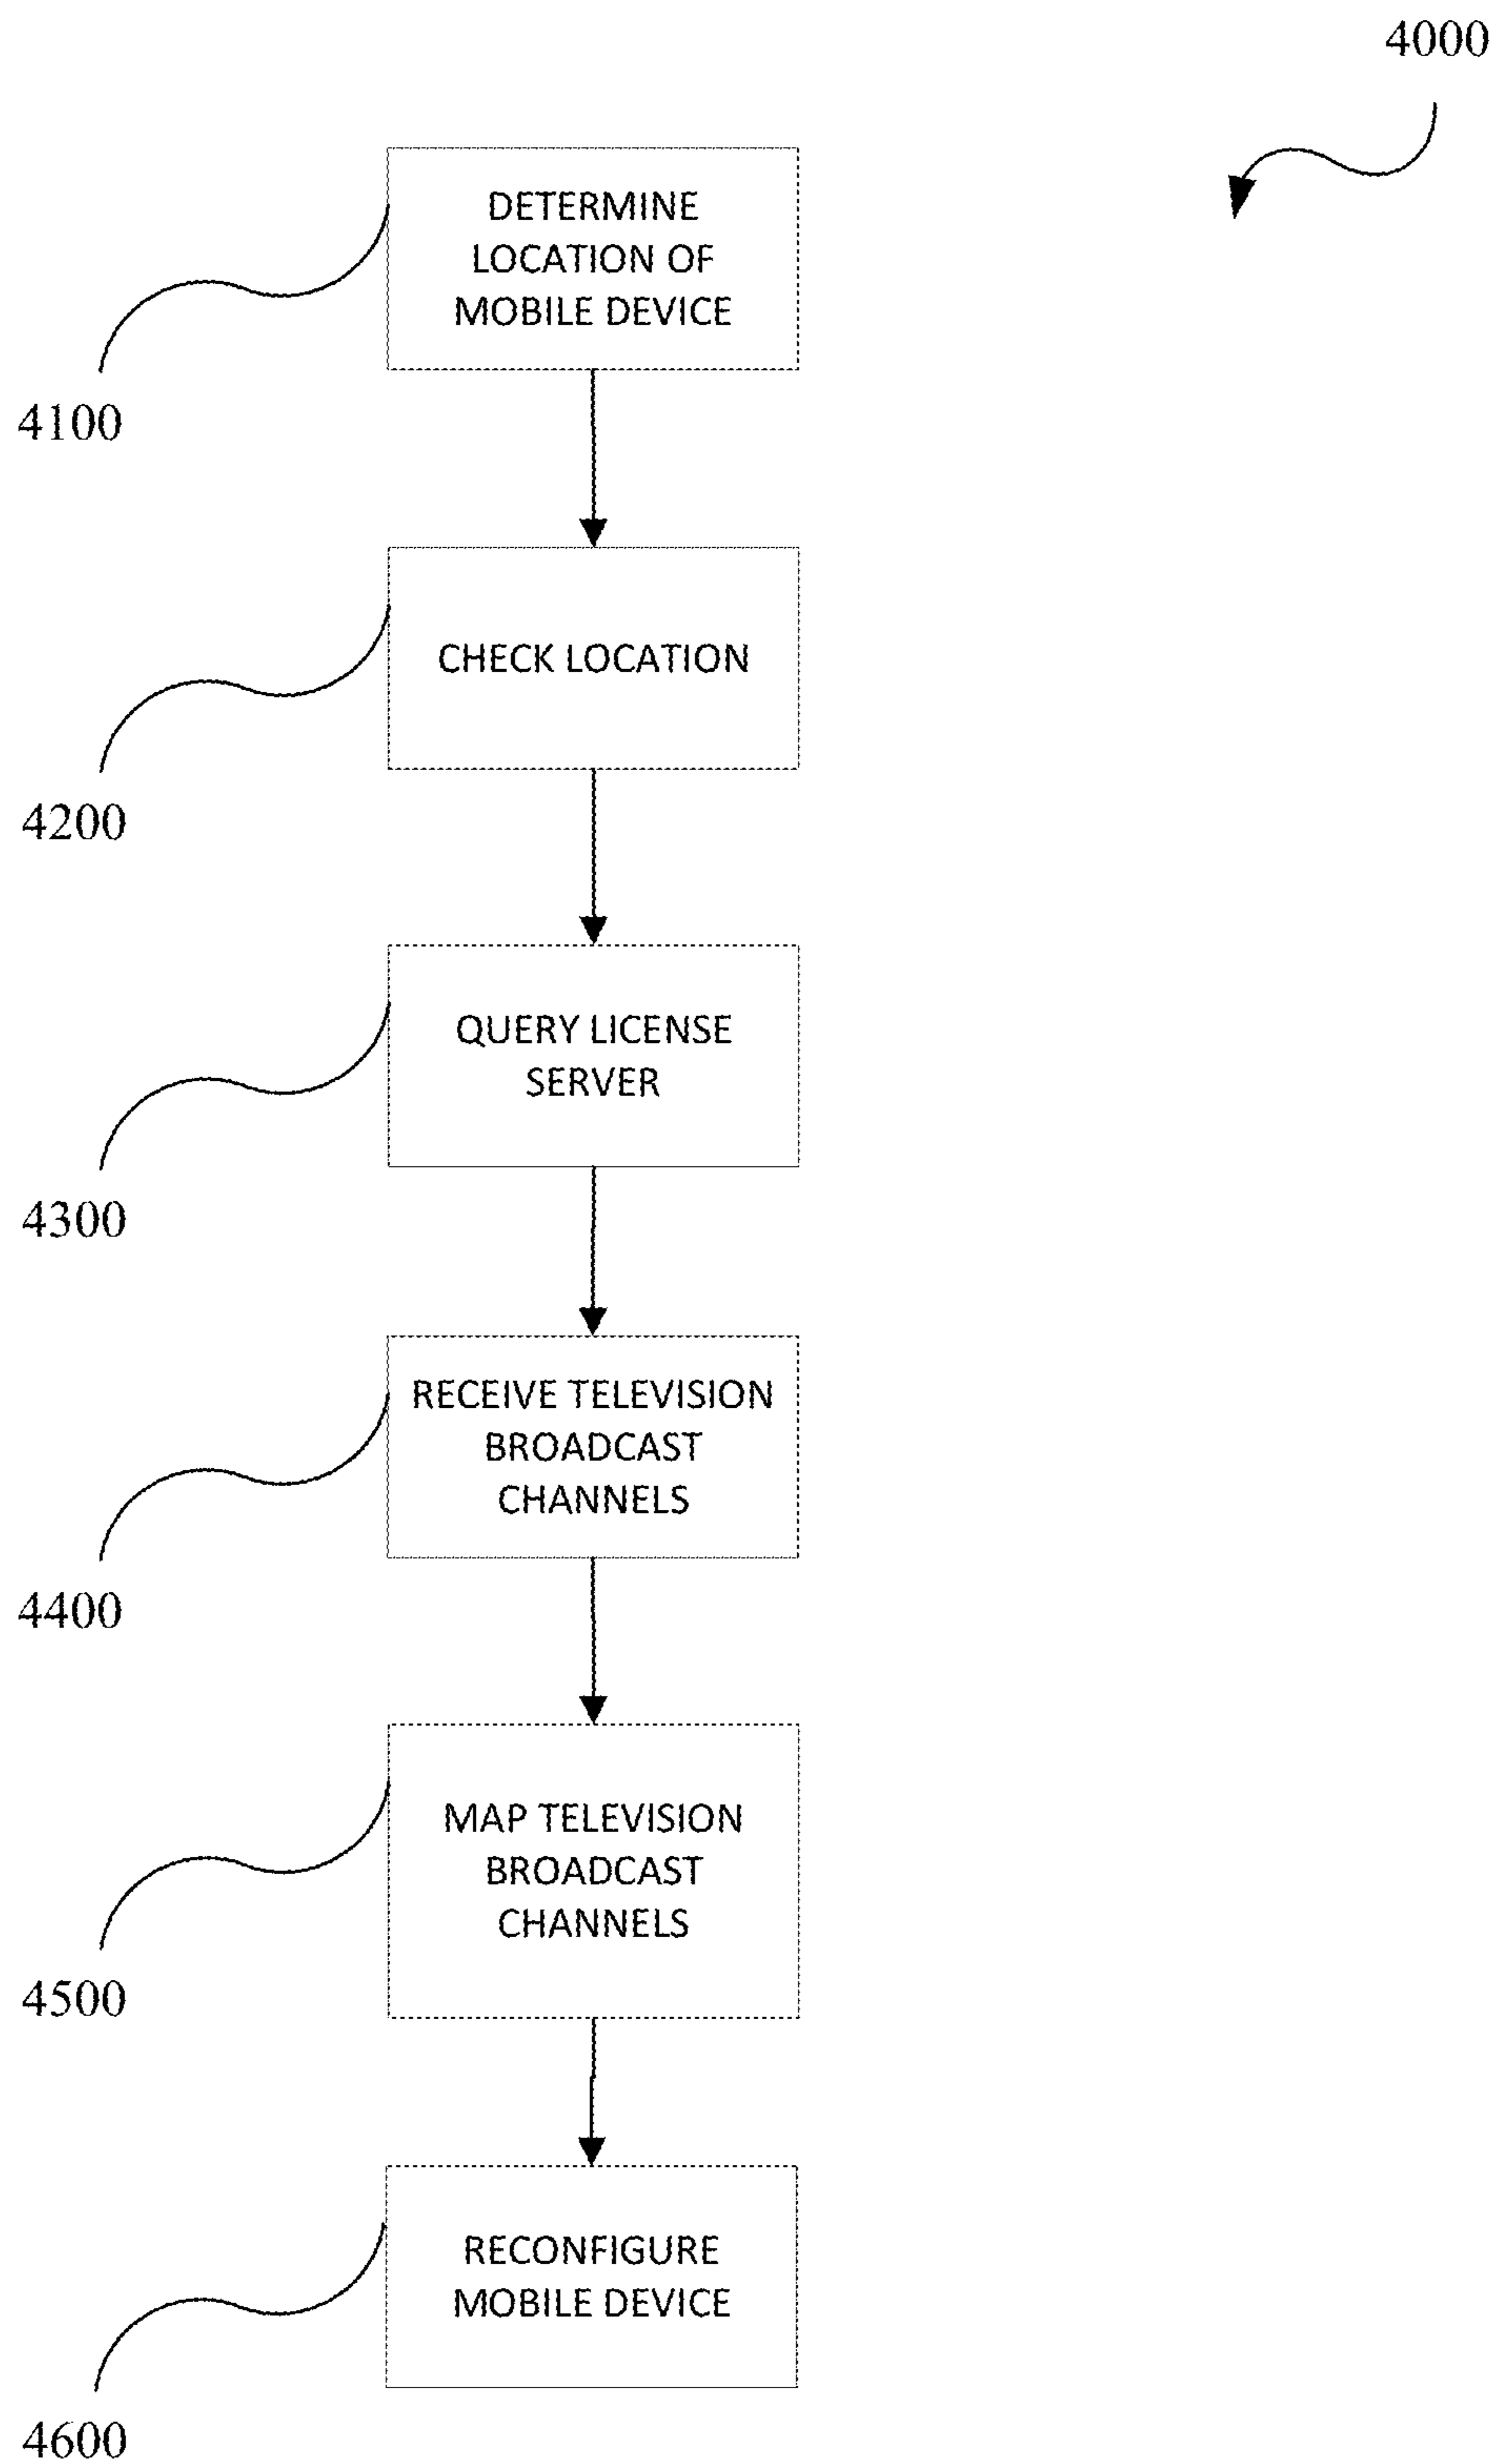 4000
DETERMINE
LOCATION OF
MOBILE DEVICE
4100
CHECK LOCATION
4200
QUERY LICENSE
SERVER
4300
RECEIVE TELEVISION
BROADCAST
CHANNELS
4400
MAP TELEVISION
BROADCAST
CHANNELS
4500
RECONFIGURE
MOBILE DEVICE
4600